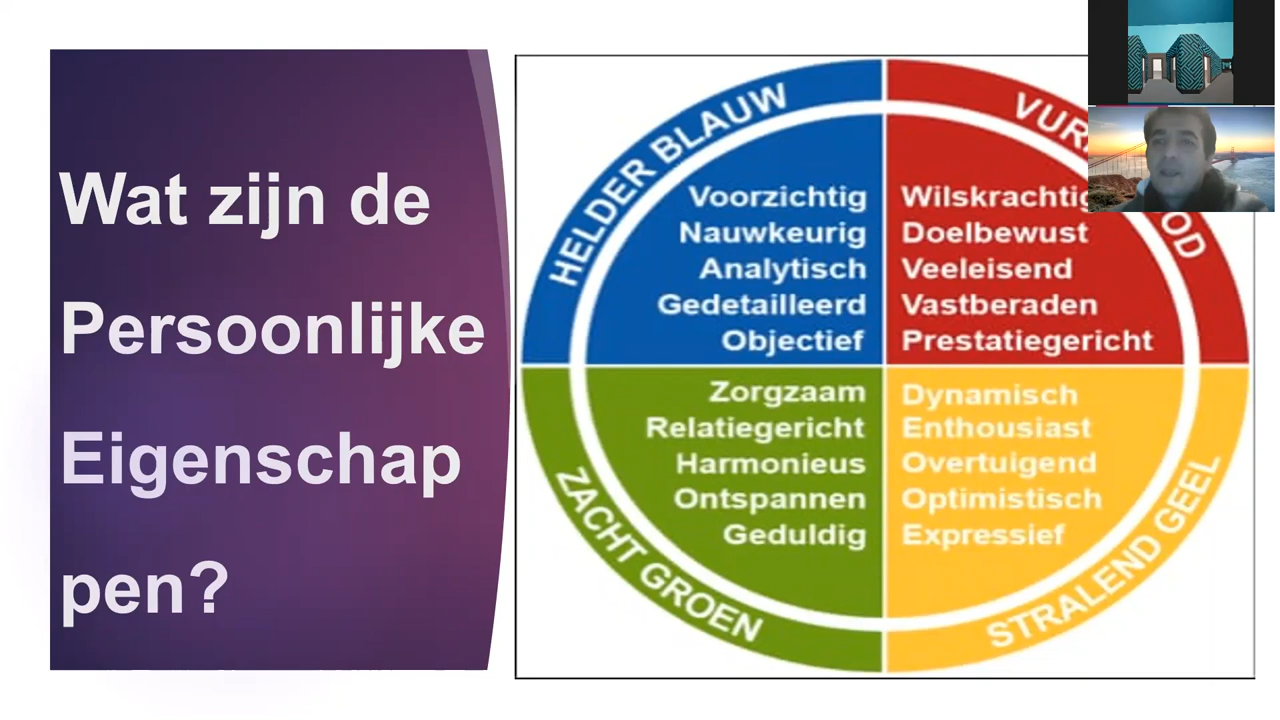 Wat zijn de
Persoonlijke
Eigenschap
pen?
HELDER BLAUW
Voorzichtig
Nauwkeurig
Analytisch
Gedetailleerd
Objectief
Doelbewust
Veeleisend
Vastberaden
Prestatiegericht
Zorgzaam
Relatiegericht
Harmonieus
Ontspannen
Geduldig
ZACHT GROEN
Dynamisch
Enthousiast
Overtuigend
Optimistisch
Expressief
STRALEND GEEL